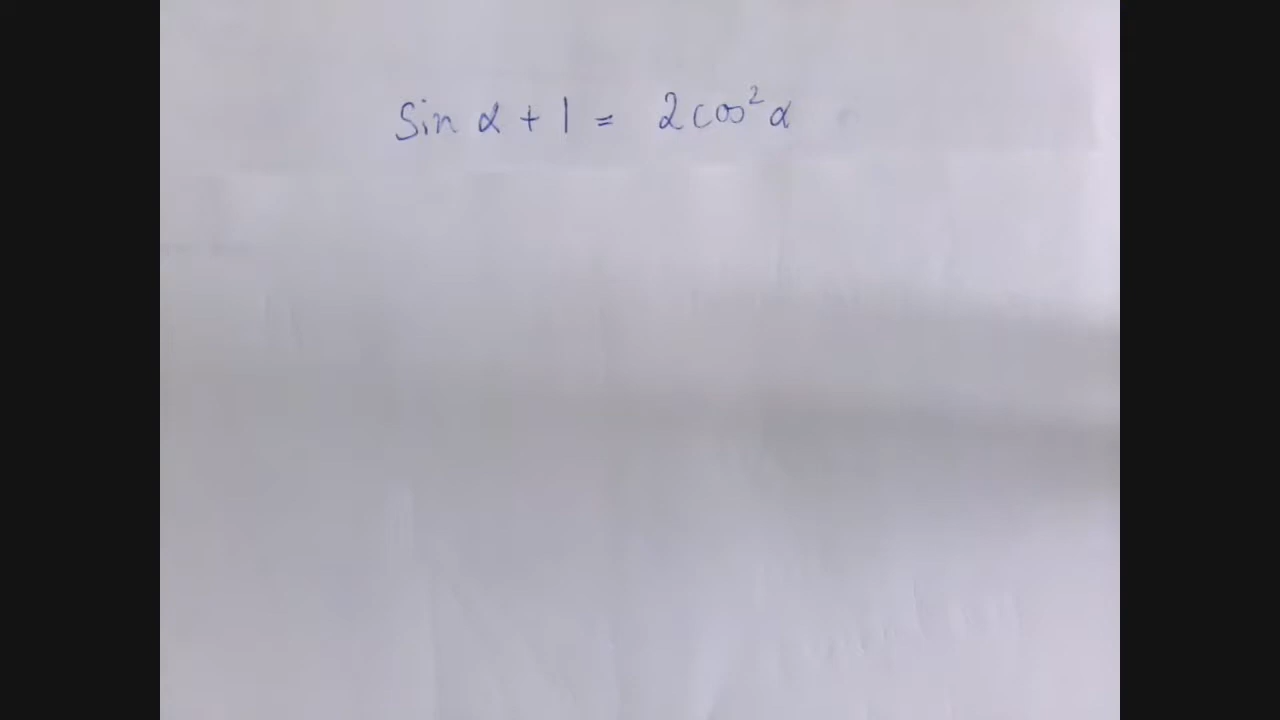 Sin α + 1 = 2cos²α